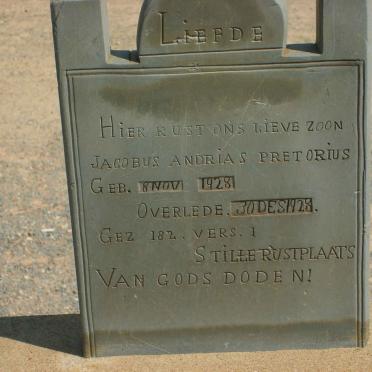 LIEFDE
HIER RUST ONS LIEVE ZOON
JACOBUS ANDRIAS PRETORIUS
GEB. 8 NOV 1928
OVERLEDE. 30 DES 1928.
GEZ 182. VERS. 1
STILLE RUSTPLAATS
VAN GODS DODEN!